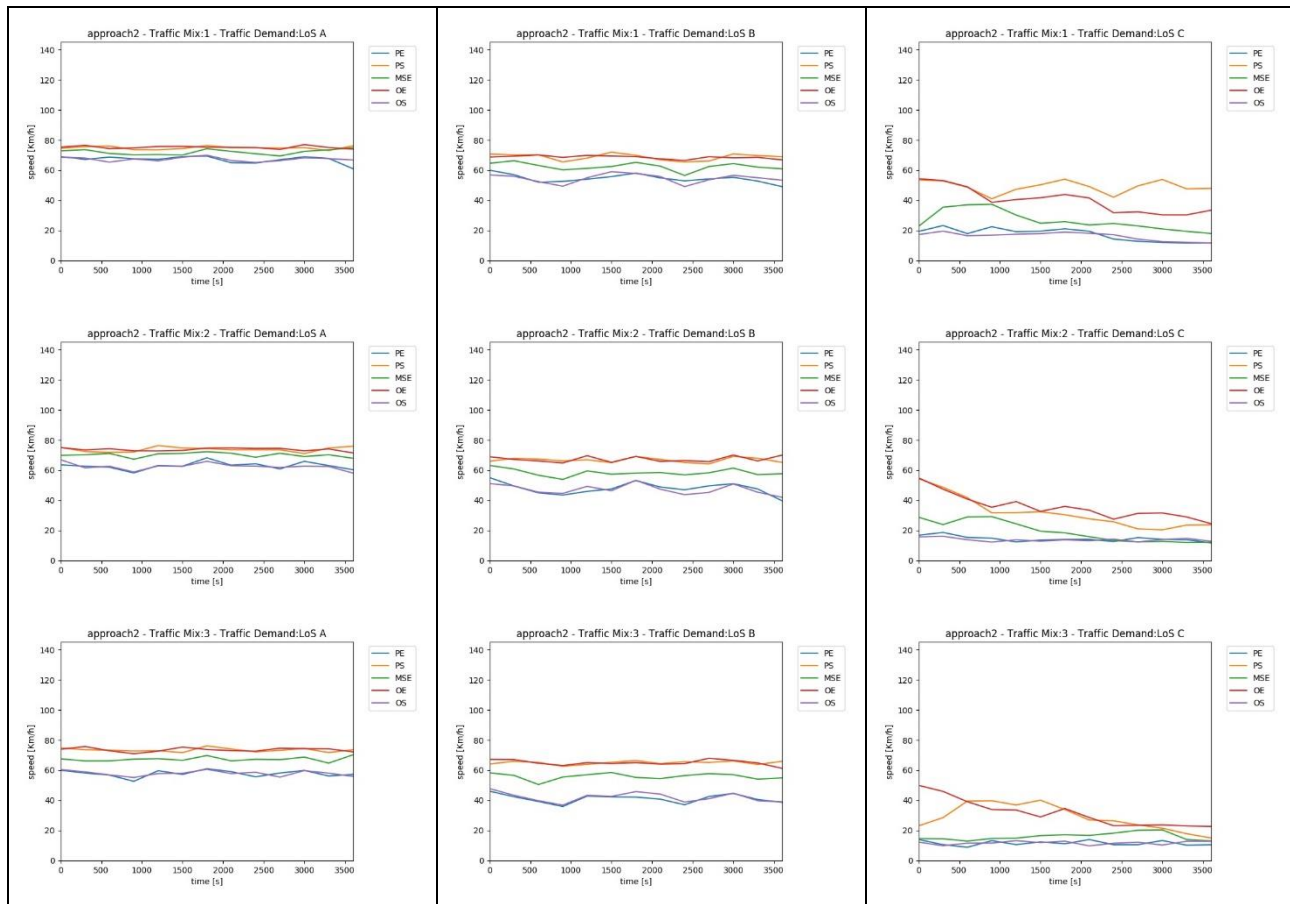 approach2 - Traffic Mix:1 - Traffic Demand:LoS A
140
120
100
80
60
40
20
0
speed [Km/h]
0 500 1000 1500 2000 2500 3000 3500
time [s]
PE
PS
MSE
OE
OS
approach2 - Traffic Mix:1 - Traffic Demand:LoS B
140
120
100
80
60
40
20
0
speed [Km/h]
0 500 1000 1500 2000 2500 3000 3500
time [s]
PE
PS
MSE
OE
OS
approach2 - Traffic Mix:1 - Traffic Demand:LoS C
140
120
100
80
60
40
20
0
speed [Km/h]
0 500 1000 1500 2000 2500 3000 3500
time [s]
PE
PS
MSE
OE
OS
approach2 - Traffic Mix:2 - Traffic Demand:LoS A
140
120
100
80
60
40
20
0
speed [Km/h]
0 500 1000 1500 2000 2500 3000 3500
time [s]
PE
PS
MSE
OE
OS
approach2 - Traffic Mix:2 - Traffic Demand:LoS B
140
120
100
80
60
40
20
0
speed [Km/h]
0 500 1000 1500 2000 2500 3000 3500
time [s]
PE
PS
MSE
OE
OS
approach2 - Traffic Mix:2 - Traffic Demand:LoS C
140
120
100
80
60
40
20
0
speed [Km/h]
0 500 1000 1500 2000 2500 3000 3500
time [s]
PE
PS
MSE
OE
OS
approach2 - Traffic Mix:3 - Traffic Demand:LoS A
140
120
100
80
60
40
20
0
speed [Km/h]
0 500 1000 1500 2000 2500 3000 3500
time [s]
PE
PS
MSE
OE
OS
approach2 - Traffic Mix:3 - Traffic Demand:LoS B
140
120
100
80
60
40
20
0
speed [Km/h]
0 500 1000 1500 2000 2500 3000 3500
time [s]
PE
PS
MSE
OE
OS
approach2 - Traffic Mix:3 - Traffic Demand:LoS C
140
120
100
80
60
40
20
0
speed [Km/h]
0 500 1000 1500 2000 2500 3000 3500
time [s]
PE
PS
MSE
OE
OS